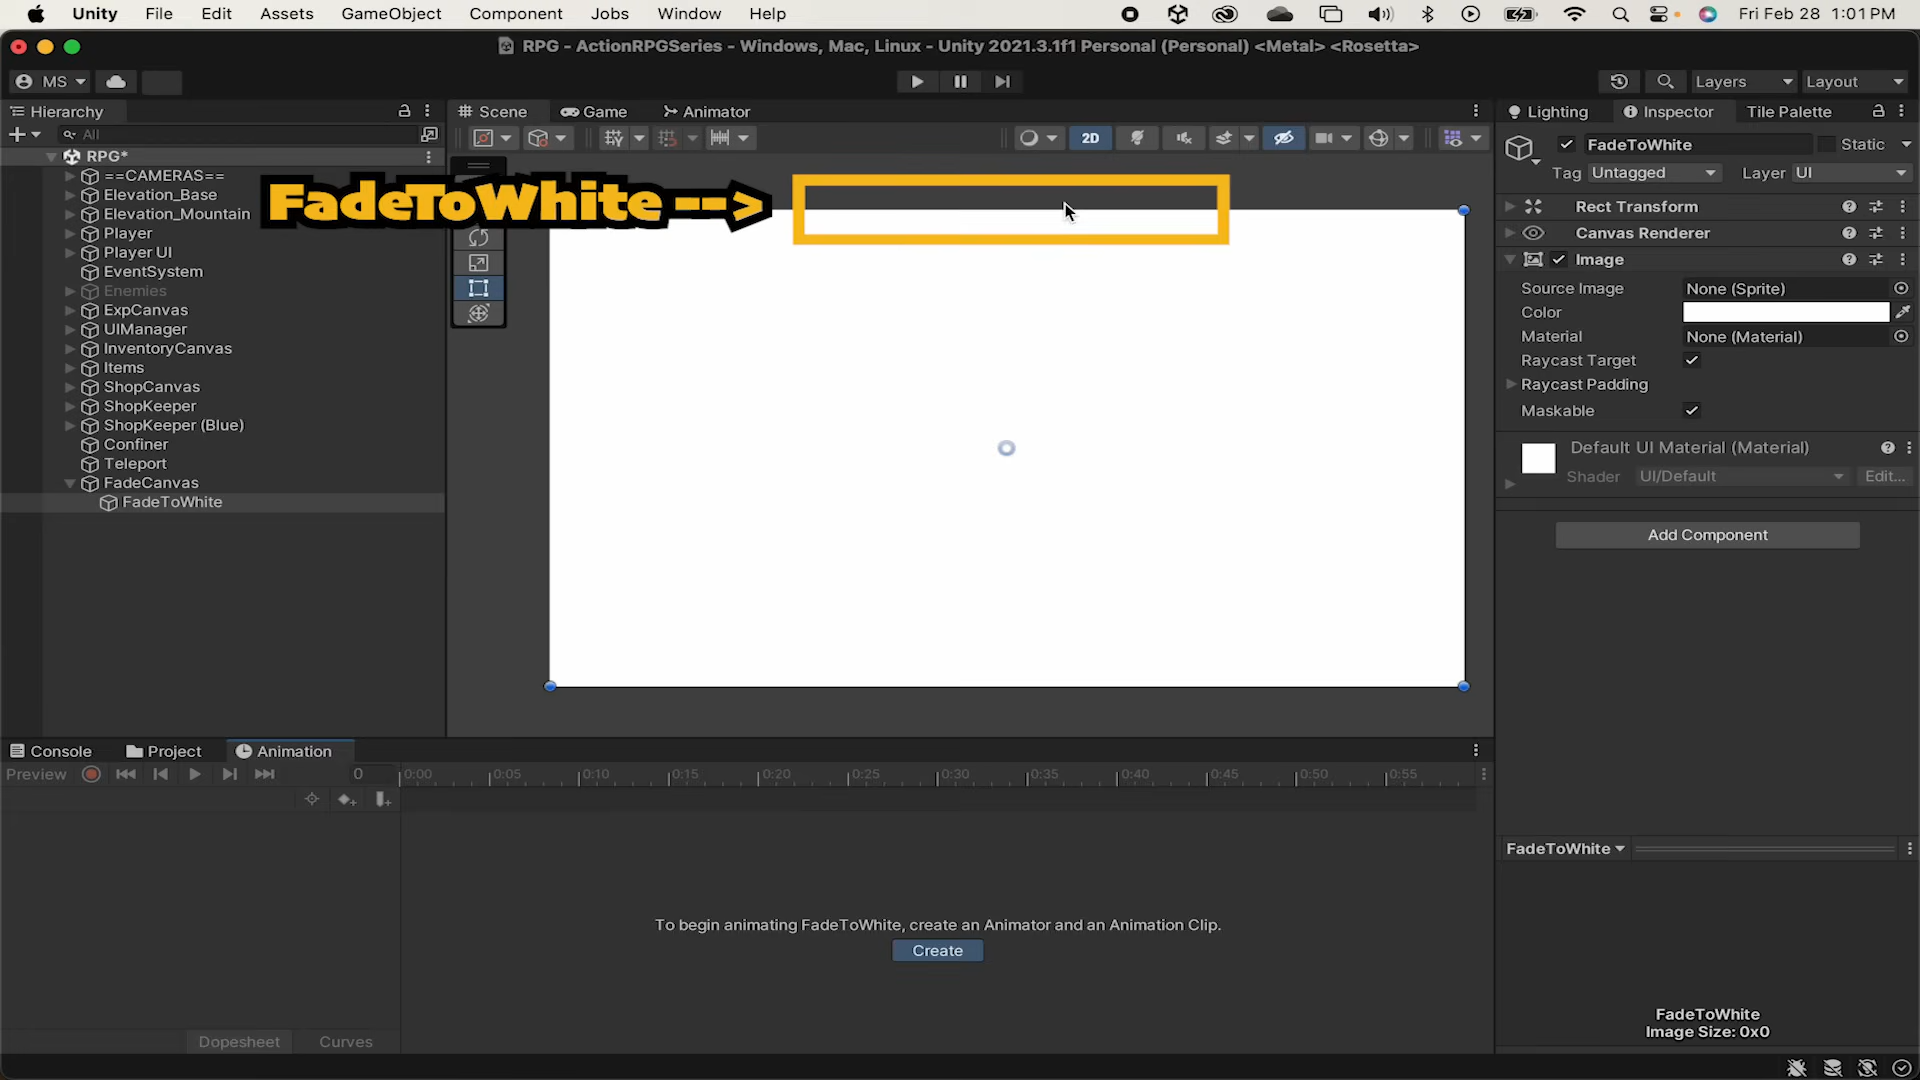 Unity File Edit Assets GameObject Component Jobs Window Help Fri Feb 28 1:01 PM
RPG - ActionRPGSeries - Windows, Mac, Linux - Unity 2021.3.1f1 Personal (Personal) <Metal> <Rosetta>
MS Layers Layout
Hierarchy Scene Game Animator Lighting Inspector Tile Palette
All 2D
FadeToWhite Static
RPG*
==CAMERAS==
Tag Untagged Layer UI
Elevation_Base
Elevation_Mountain
FadeToWhite -->
Rect Transform
Player
Canvas Renderer
Player UI
Image
EventSystem
Enemies
Source Image None (Sprite)
ExpCanvas
Color
UIManager
Material None (Material)
InventoryCanvas
Raycast Target
Items
Raycast Padding
ShopCanvas
ShopKeeper
Maskable
ShopKeeper (Blue)
Confiner
Default UI Material (Material)
Teleport
Shader UI/Default Edit...
FadeCanvas
FadeToWhite
Add Component
Console Project Animation
Preview 0 0:00 0:05 0:10 0:15 0:20 0:25 0:30 0:35 0:40 0:45 0:50 0:55
FadeToWhite
To begin animating FadeToWhite, create an Animator and an Animation Clip.
Create
FadeToWhite
Image Size: 0x0
Dopesheet Curves